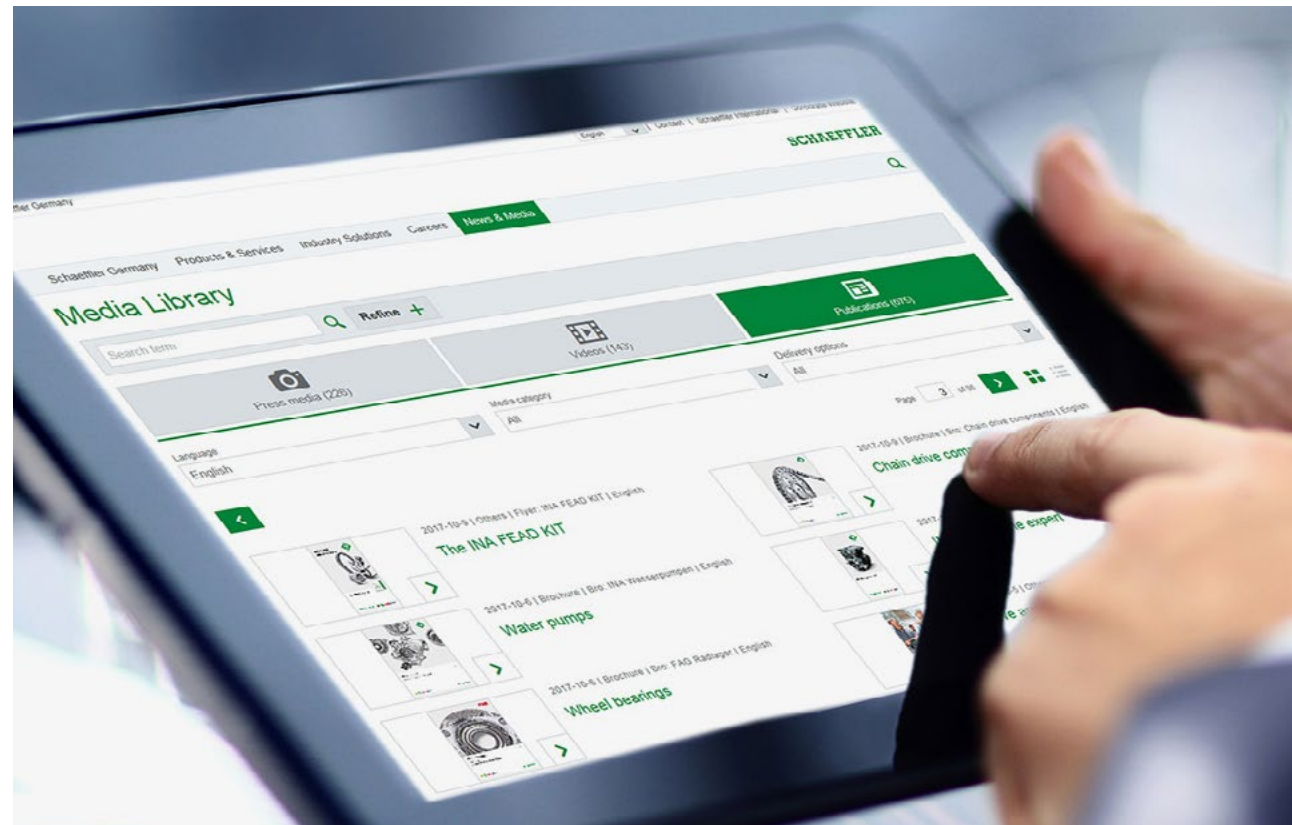 English | Contact | Schaeffler International | Corporate Website
Germany
SCHAEFFLER
Schaeffler Germany Products & Services Industry Solutions Careers News & Media
Media Library
Search term Refine +
Press media (226) Videos (143) Publications (675)
Language Media category Delivery options
English All All
Page 3 of
2017-10-9 | Others | Flyer: INA FEAD KIT | English
The INA FEAD KIT
2017-10-9 | Brochure | Bro: Chain drive components | English
Chain drive
2017-10-6 | Brochure | Bro: INA Wasserpumpen | English
Water pumps
expert
2017-10-6 | Brochure | Bro: FAG Radlager | English
Wheel bearings